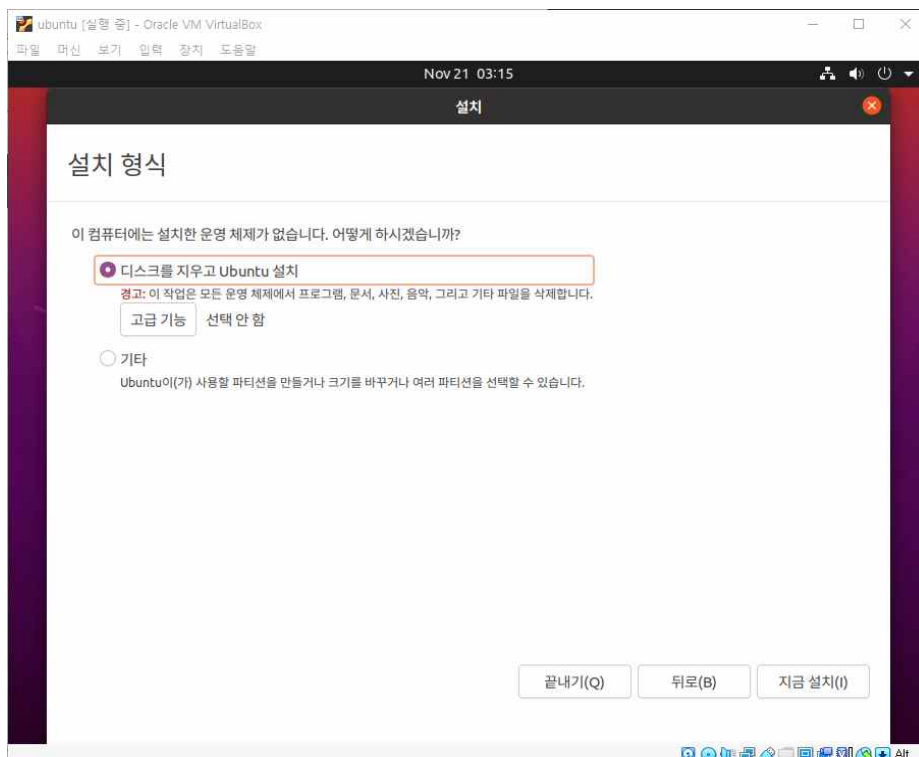 ubuntu [실행 중] - Oracle VM VirtualBox
파일 머신 보기 입력 장치 도움말
Nov 21 03:15
설치
설치 형식
이 컴퓨터에는 설치한 운영 체제가 없습니다. 어떻게 하시겠습니까?
디스크를 지우고 Ubuntu 설치
경고: 이 작업은 모든 운영 체제에서 프로그램, 문서, 사진, 음악, 그리고 기타 파일을 삭제합니다.
고급 기능 선택 안 함
기타
Ubuntu이(가) 사용할 파티션을 만들거나 크기를 바꾸거나 여러 파티션을 선택할 수 있습니다.
끝내기(Q) 뒤로(B) 지금 설치(I)
Alt